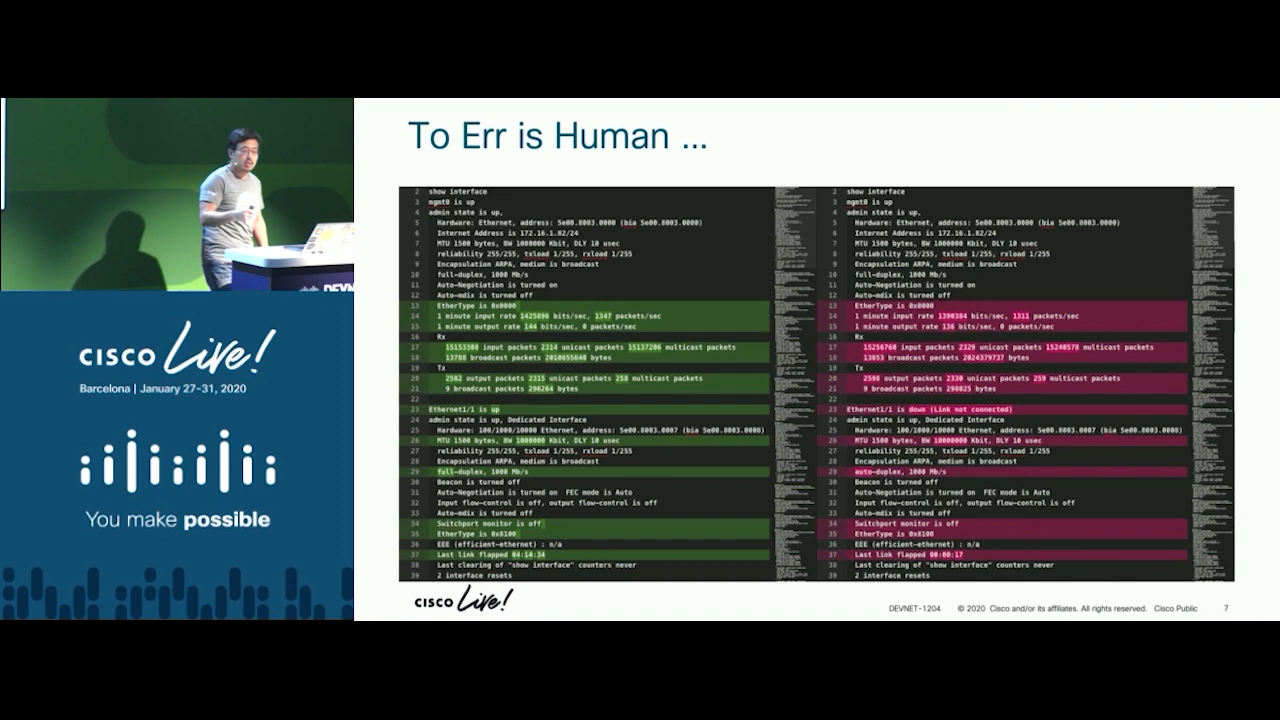 To Err is Human ...
2 show interface
3 mgmt0 is up
4 admin state is up,
5 Hardware: Ethernet, address: 5e00.8003.0000 (bia 5e00.8003.0000)
6 Internet Address is 172.16.1.82/24
7 MTU 1500 bytes, BW 1000000 Kbit, DLY 10 usec
8 reliability 255/255, txload 1/255, rxload 1/255
9 Encapsulation ARPA, medium is broadcast
10 full-duplex, 1000 Mb/s
11 Auto-Negotiation is turned on
12 Auto-mdix is turned off
13 EtherType is 0x0000
14 1 minute input rate 1425896 bits/sec, 1347 packets/sec
15 1 minute output rate 144 bits/sec, 0 packets/sec
16 Rx
17 15153308 input packets 2314 unicast packets 15137206 multicast packets
18 13788 broadcast packets 2010655640 bytes
19 Tx
20 2582 output packets 2315 unicast packets 258 multicast packets
21 9 broadcast packets 296264 bytes
22
23 Ethernet1/1 is up
24 admin state is up, Dedicated Interface
25 Hardware: 100/1000/10000 Ethernet, address: 5e00.8003.0007 (bia 5e00.8003.0008)
26 MTU 1500 bytes, BW 1000000 Kbit, DLY 10 usec
27 reliability 255/255, txload 1/255, rxload 1/255
28 Encapsulation ARPA, medium is broadcast
29 full-duplex, 1000 Mb/s
30 Beacon is turned off
31 Auto-Negotiation is turned on FEC mode is Auto
32 Input flow-control is off, output flow-control is off
33 Auto-mdix is turned off
34 Switchport monitor is off
35 EtherType is 0x8100
36 EEE (efficient-ethernet) : n/a
37 Last link flapped 04:14:34
38 Last clearing of "show interface" counters never
39 2 interface resets
2 show interface
3 mgmt0 is up
4 admin state is up,
5 Hardware: Ethernet, address: 5e00.8003.0000 (bia 5e00.8003.0000)
6 Internet Address is 172.16.1.82/24
7 MTU 1500 bytes, BW 1000000 Kbit, DLY 10 usec
8 reliability 255/255, txload 1/255, rxload 1/255
9 Encapsulation ARPA, medium is broadcast
10 full-duplex, 1000 Mb/s
11 Auto-Negotiation is turned on
12 Auto-mdix is turned off
13 EtherType is 0x0000
14 1 minute input rate 1390384 bits/sec, 1311 packets/sec
15 1 minute output rate 136 bits/sec, 0 packets/sec
16 Rx
17 15256760 input packets 2329 unicast packets 15240578 multicast packets
18 13853 broadcast packets 2024379737 bytes
19 Tx
20 2598 output packets 2330 unicast packets 259 multicast packets
21 9 broadcast packets 298025 bytes
22
23 Ethernet1/1 is down (Link not connected)
24 admin state is up, Dedicated Interface
25 Hardware: 100/1000/10000 Ethernet, address: 5e00.8003.0007 (bia 5e00.8003.0008)
26 MTU 1500 bytes, BW 10000000 Kbit, DLY 10 usec
27 reliability 255/255, txload 1/255, rxload 1/255
28 Encapsulation ARPA, medium is broadcast
29 auto-duplex, 1000 Mb/s
30 Beacon is turned off
31 Auto-Negotiation is turned on FEC mode is Auto
32 Input flow-control is off, output flow-control is off
33 Auto-mdix is turned off
34 Switchport monitor is off
35 EtherType is 0x8100
36 EEE (efficient-ethernet) : n/a
37 Last link flapped 00:00:17
38 Last clearing of "show interface" counters never
39 2 interface resets
CISCO Live!
Barcelona | January 27-31, 2020
You make possible
CISCO Live!
DEVNET-1204 © 2020 Cisco and/or its affiliates. All rights reserved. Cisco Public 7